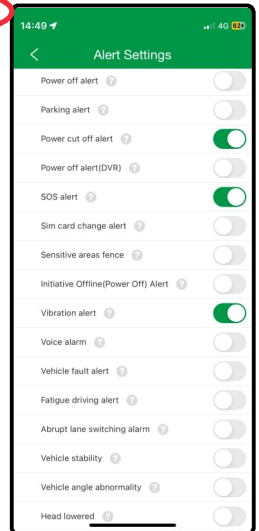 14:49 4G 62
Alert Settings
Power off alert ?
Parking alert ?
Power cut off alert ?
Power off alert(DVR) ?
SOS alert ?
Sim card change alert ?
Sensitive areas fence ?
Initiative Offline(Power Off) Alert ?
Vibration alert ?
Voice alarm ?
Vehicle fault alert ?
Fatigue driving alert ?
Abrupt lane switching alarm ?
Vehicle stability ?
Vehicle angle abnormality ?
Head lowered ?